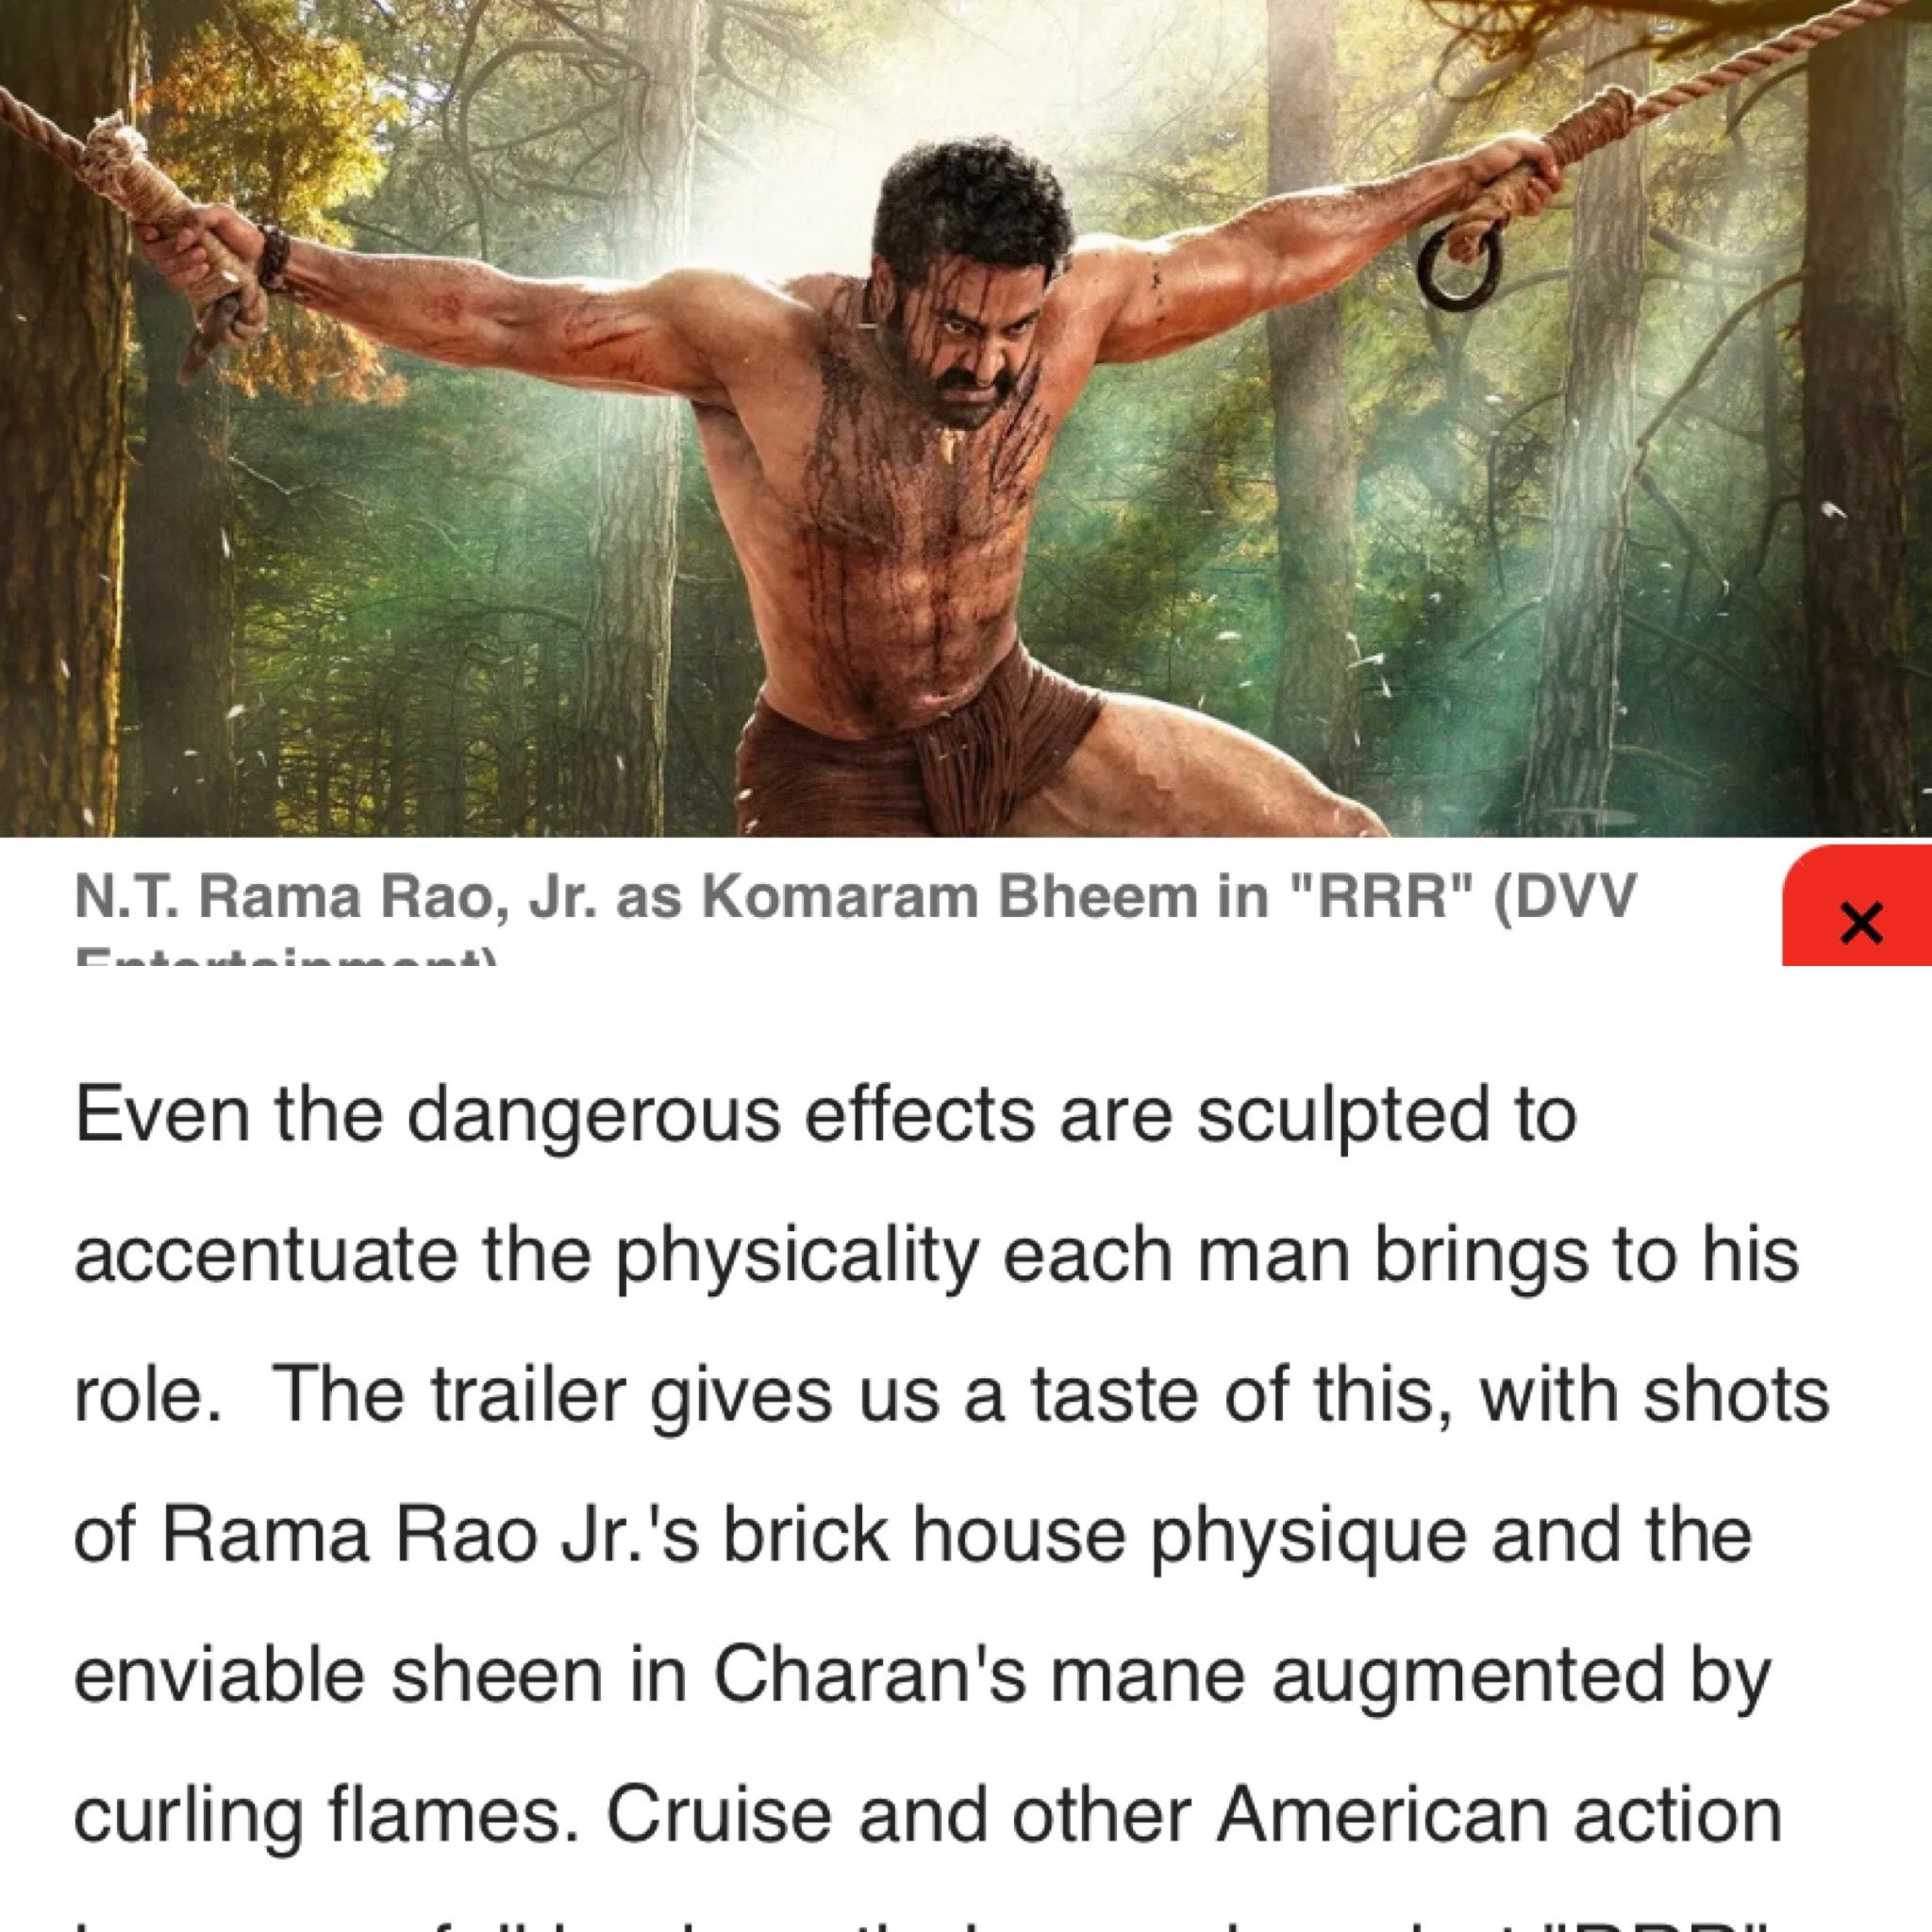 N.T. Rama Rao, Jr. as Komaram Bheem in "RRR" (DVV
Entertainment)
Even the dangerous effects are sculpted to
accentuate the physicality each man brings to his
role.  The trailer gives us a taste of this, with shots
of Rama Rao Jr.'s brick house physique and the
enviable sheen in Charan's mane augmented by
curling flames. Cruise and other American action
"RRR"